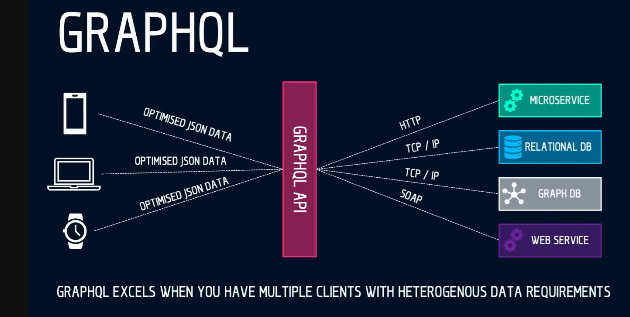 GRAPHQL
OPTIMISED JSON DATA
OPTIMISED JSON DATA
OPTIMISED JSON DATA
GRAPHQL API
HTTP
TCP / IP
TCP / IP
SOAP
MICROSERVICE
RELATIONAL DB
GRAPH DB
WEB SERVICE
GRAPHQL EXCELS WHEN YOU HAVE MULTIPLE CLIENTS WITH HETEROGENOUS DATA REQUIREMENTS